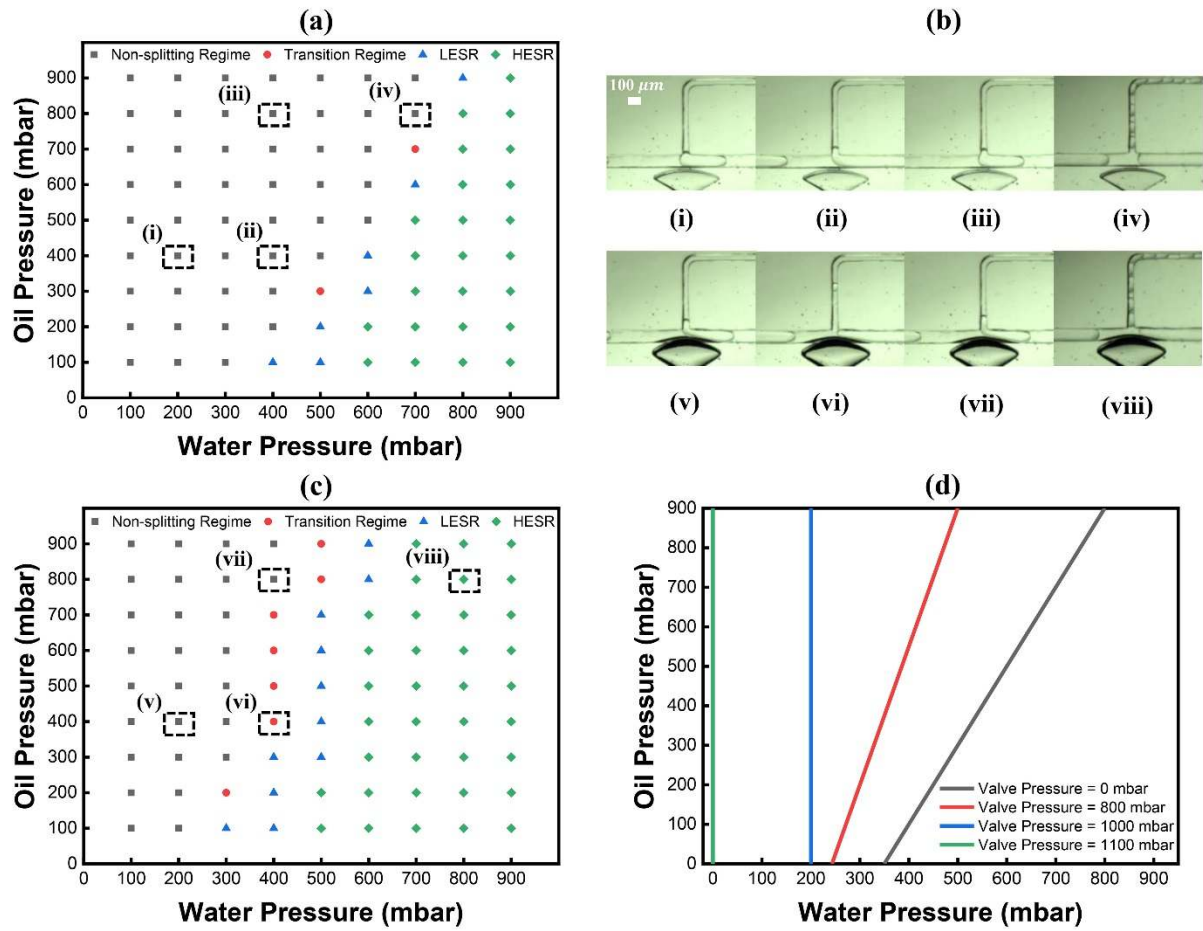 (a)
Non-splitting Regime Transition Regime LESR HESR
900
800
700
600
500
400
300
200
100
0
(iii)
(iv)
(i)
(ii)
0 100 200 300 400 500 600 700 800 900
Oil Pressure (mbar)
Water Pressure (mbar)
(b)
100 μm
(i) (ii) (iii) (iv)
(v) (vi) (vii) (viii)
(c)
Non-splitting Regime Transition Regime LESR HESR
900
800
700
600
500
400
300
200
100
0
(vii)
(viii)
(v)
(vi)
0 100 200 300 400 500 600 700 800 900
Oil Pressure (mbar)
Water Pressure (mbar)
(d)
900
800
700
600
500
400
300
200
100
0
Valve Pressure = 0 mbar
Valve Pressure = 800 mbar
Valve Pressure = 1000 mbar
Valve Pressure = 1100 mbar
0 100 200 300 400 500 600 700 800 900
Oil Pressure (mbar)
Water Pressure (mbar)